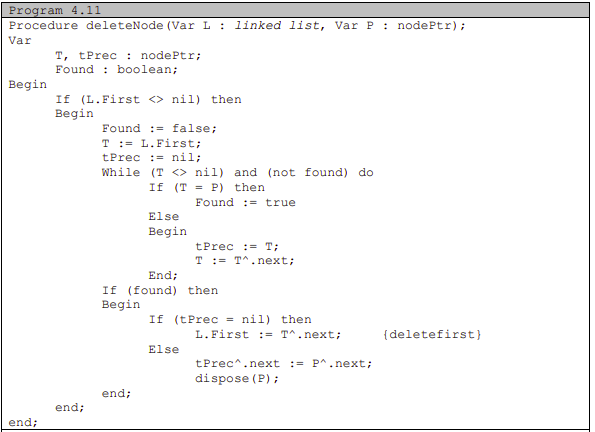 Program 4.11
Procedure deleteNode(Var L : linked list, Var P : nodePtr);
Var
T, tPrec : nodePtr;
Found : boolean;
Begin
If (L.First <> nil) then
Begin
Found := false;
T := L.First;
tPrec := nil;
While (T <> nil) and (not found) do
If (T = P) then
Found := true
Else
Begin
tPrec := T;
T := T^.next;
End;
If (found) then
Begin
If (tPrec = nil) then
L.First := T^.next; {deletefirst}
Else
tPrec^.next := P^.next;
dispose(P);
end;
end;
end;